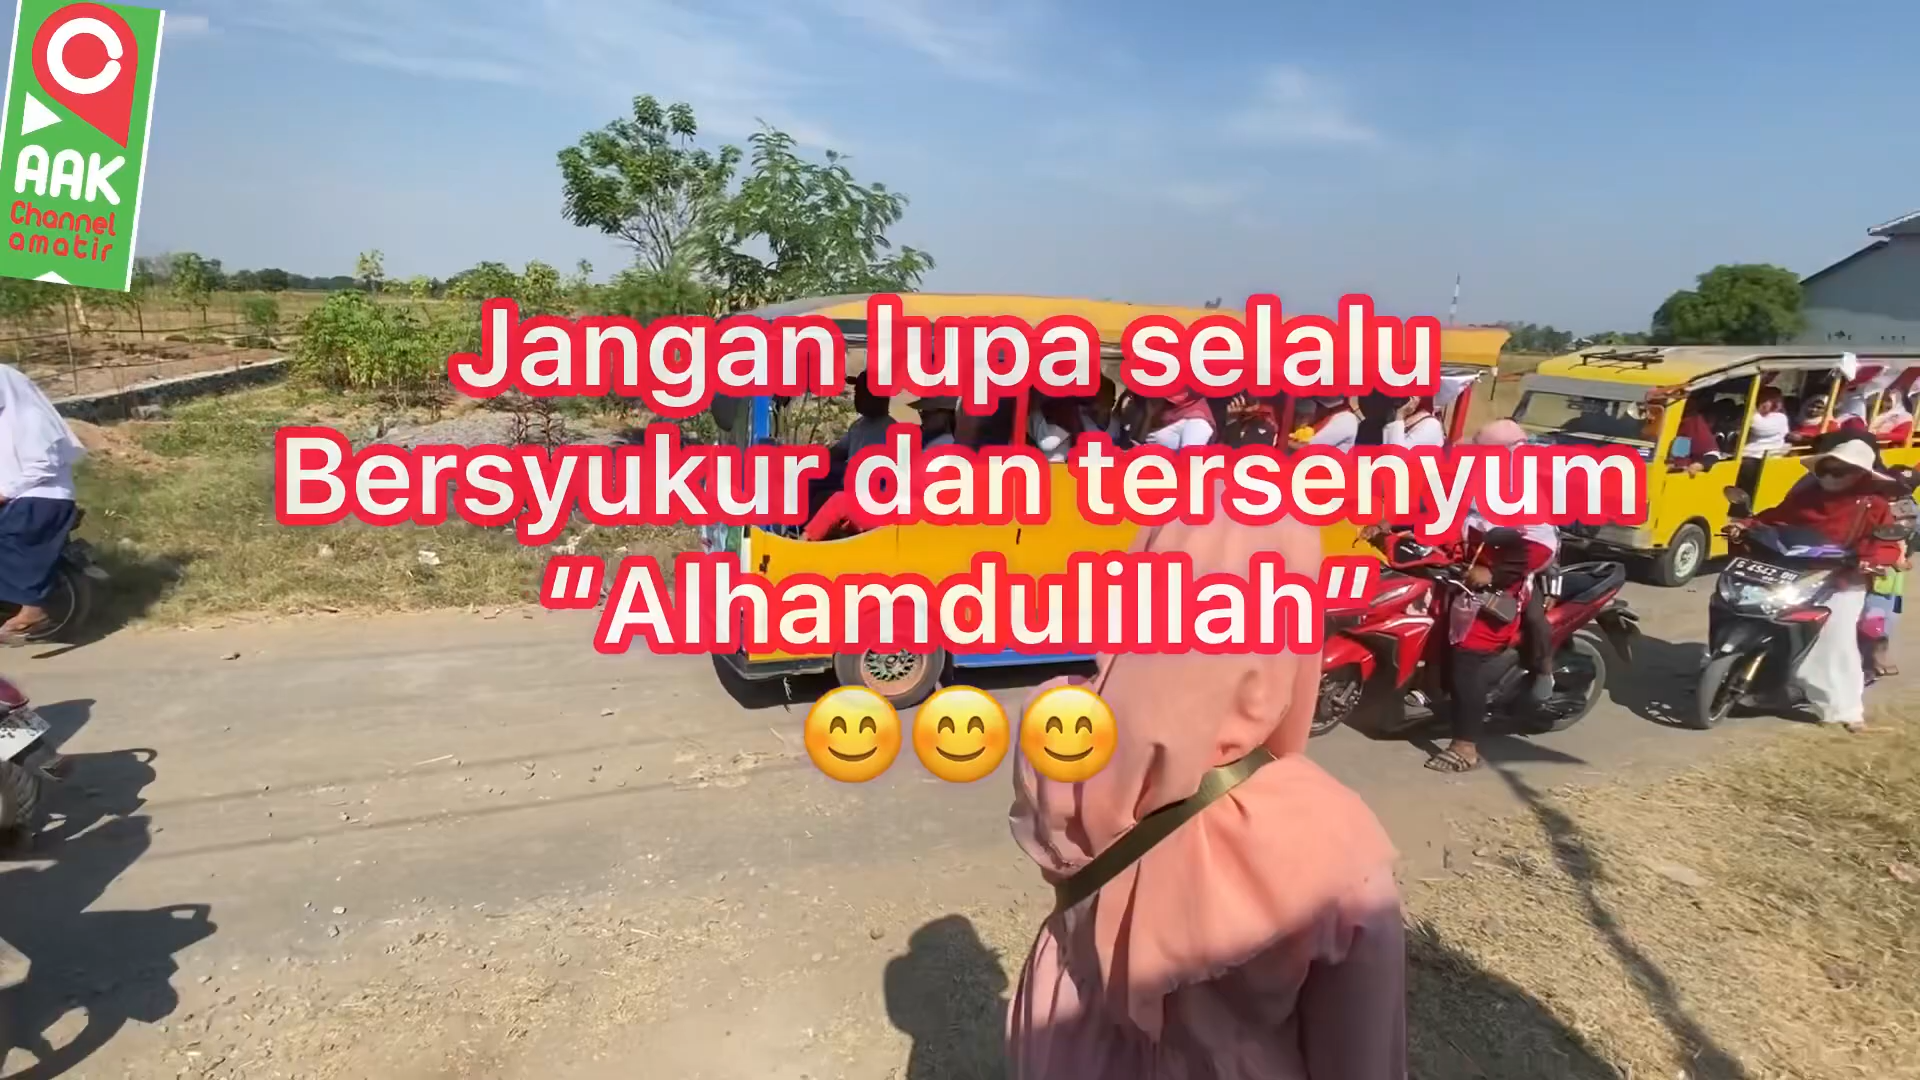 AAK
Channel
amatir
Jangan lupa selalu
Bersyukur dan tersenyum
"Alhamdulillah"
😊😊😊